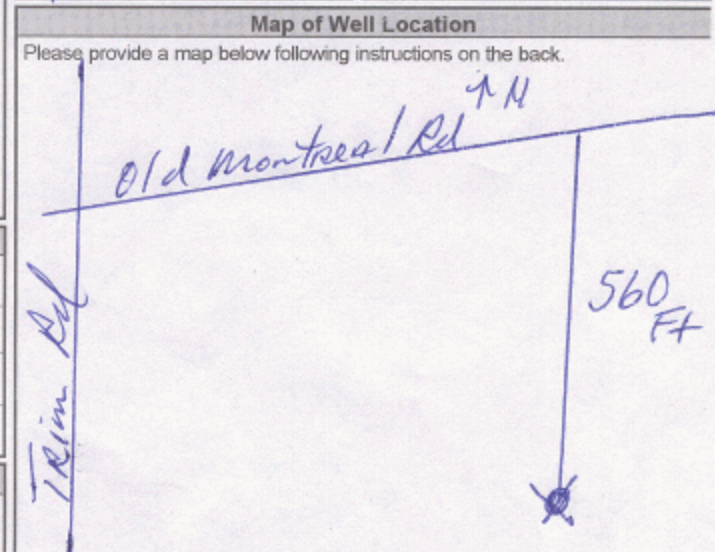 Map of Well Location
Please provide a map below following instructions on the back.
↑ N
Old Montreal Rd
560
Ft
Trim Rd